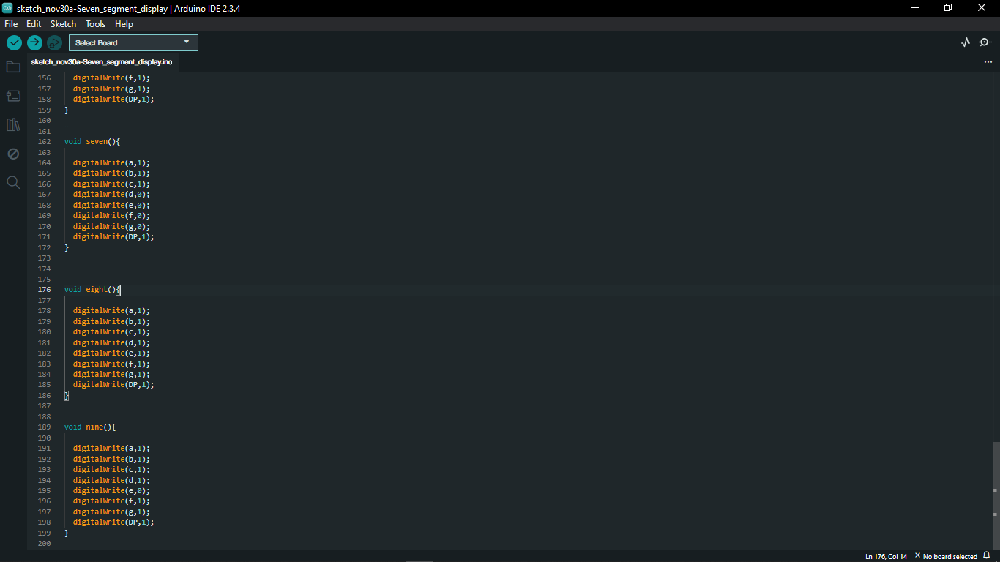 sketch_nov30a-Seven_segment_display | Arduino IDE 2.3.4
File Edit Sketch Tools Help
Select Board
sketch_nov30a-Seven_segment_display.ino
156 digitalWrite(f,1);
157 digitalWrite(g,1);
158 digitalWrite(DP,1);
159 }
160
161
162 void seven(){
163
164 digitalWrite(a,1);
165 digitalWrite(b,1);
166 digitalWrite(c,1);
167 digitalWrite(d,0);
168 digitalWrite(e,0);
169 digitalWrite(f,0);
170 digitalWrite(g,0);
171 digitalWrite(DP,1);
172 }
173
174
175
176 void eight(){
177
178 digitalWrite(a,1);
179 digitalWrite(b,1);
180 digitalWrite(c,1);
181 digitalWrite(d,1);
182 digitalWrite(e,1);
183 digitalWrite(f,1);
184 digitalWrite(g,1);
185 digitalWrite(DP,1);
186 }
187
188
189 void nine(){
190
191 digitalWrite(a,1);
192 digitalWrite(b,1);
193 digitalWrite(c,1);
194 digitalWrite(d,1);
195 digitalWrite(e,0);
196 digitalWrite(f,1);
197 digitalWrite(g,1);
198 digitalWrite(DP,1);
199 }
200
Ln 176, Col 14 × No board selected